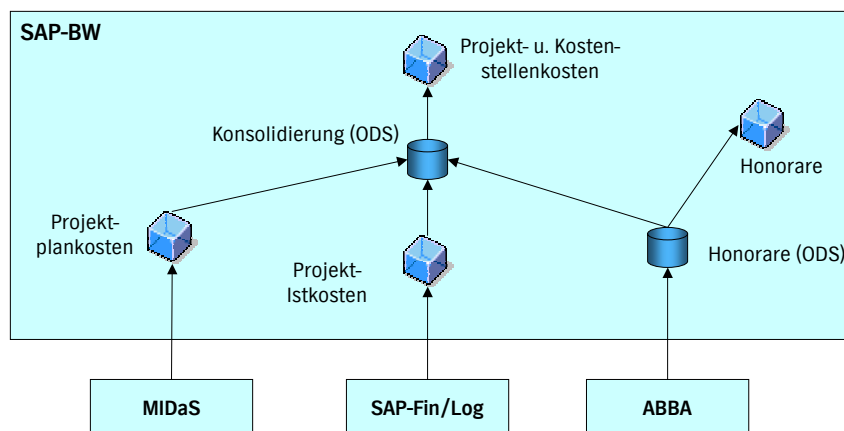 SAP-BW
Projekt- u. Kosten-
stellenkosten
Konsolidierung (ODS)
Honorare
Projekt-
plankosten
Projekt-
Istkosten
Honorare (ODS)
MIDaS
SAP-Fin/Log
ABBA